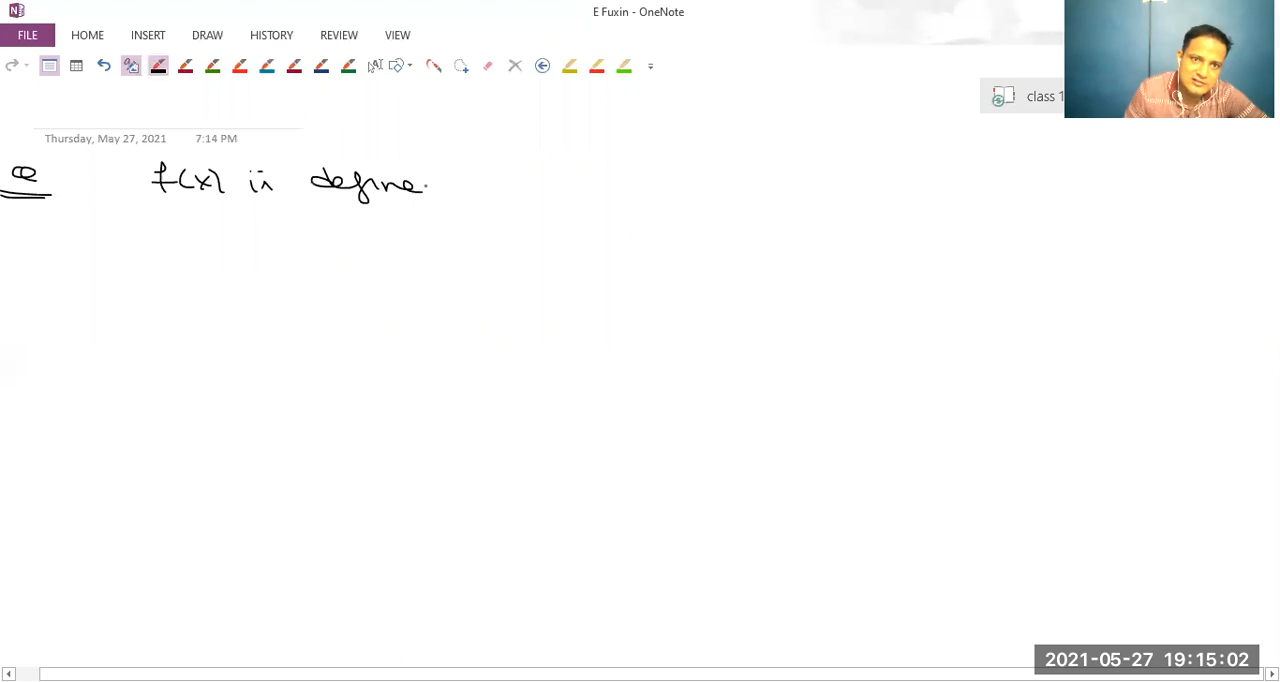 E Fuxin - OneNote
FILE HOME INSERT DRAW HISTORY REVIEW VIEW
class 1
Thursday, May 27, 2021 7:14 PM
Q f(x) is define
2021-05-27 19:15:02